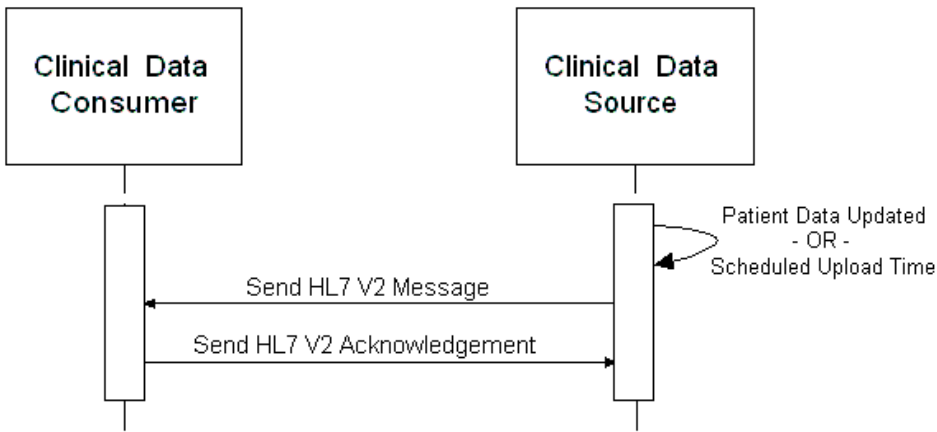 Clinical Data
Consumer
Clinical Data
Source
Patient Data Updated
- OR -
Scheduled Upload Time
Send HL7 V2 Message
Send HL7 V2 Acknowledgement